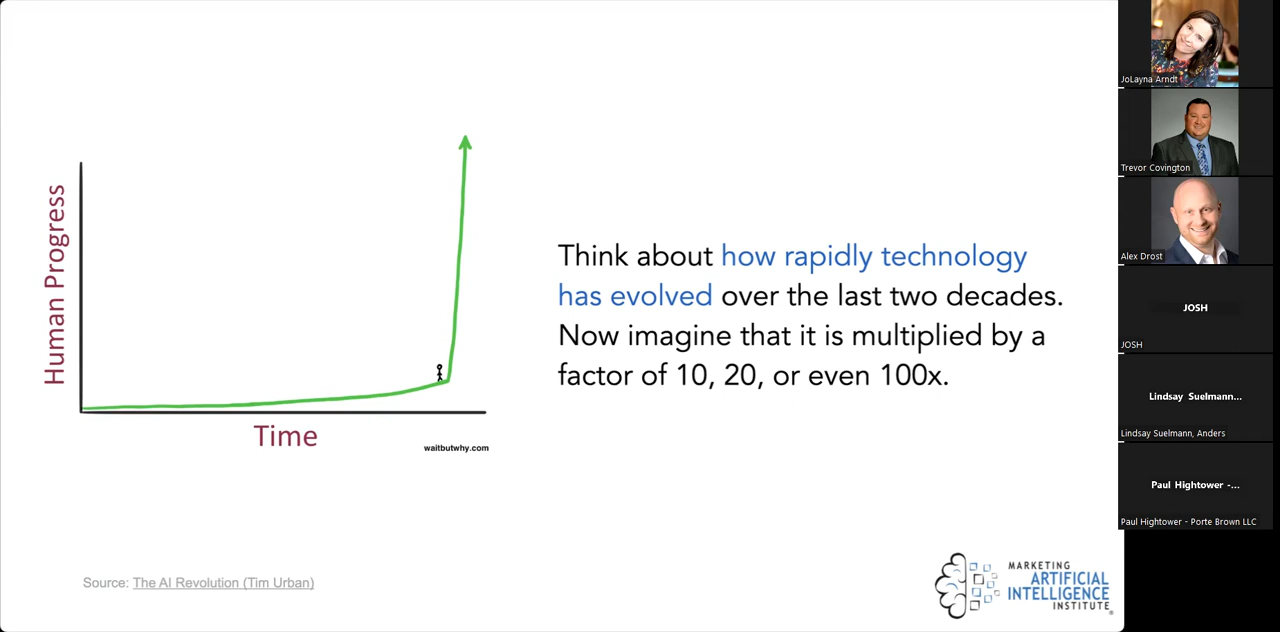 Human Progress
Time
waitbutwhy.com
Think about how rapidly technology
has evolved over the last two decades.
Now imagine that it is multiplied by a
factor of 10, 20, or even 100x.
Source: The AI Revolution (Tim Urban)
MARKETING
ARTIFICIAL
INTELLIGENCE
INSTITUTE
JoLayna Arndt
Trevor Covington
Alex Drost
JOSH
JOSH
Lindsay Suelmann...
Lindsay Suelmann, Anders
Paul Hightower -...
Paul Hightower - Porte Brown LLC